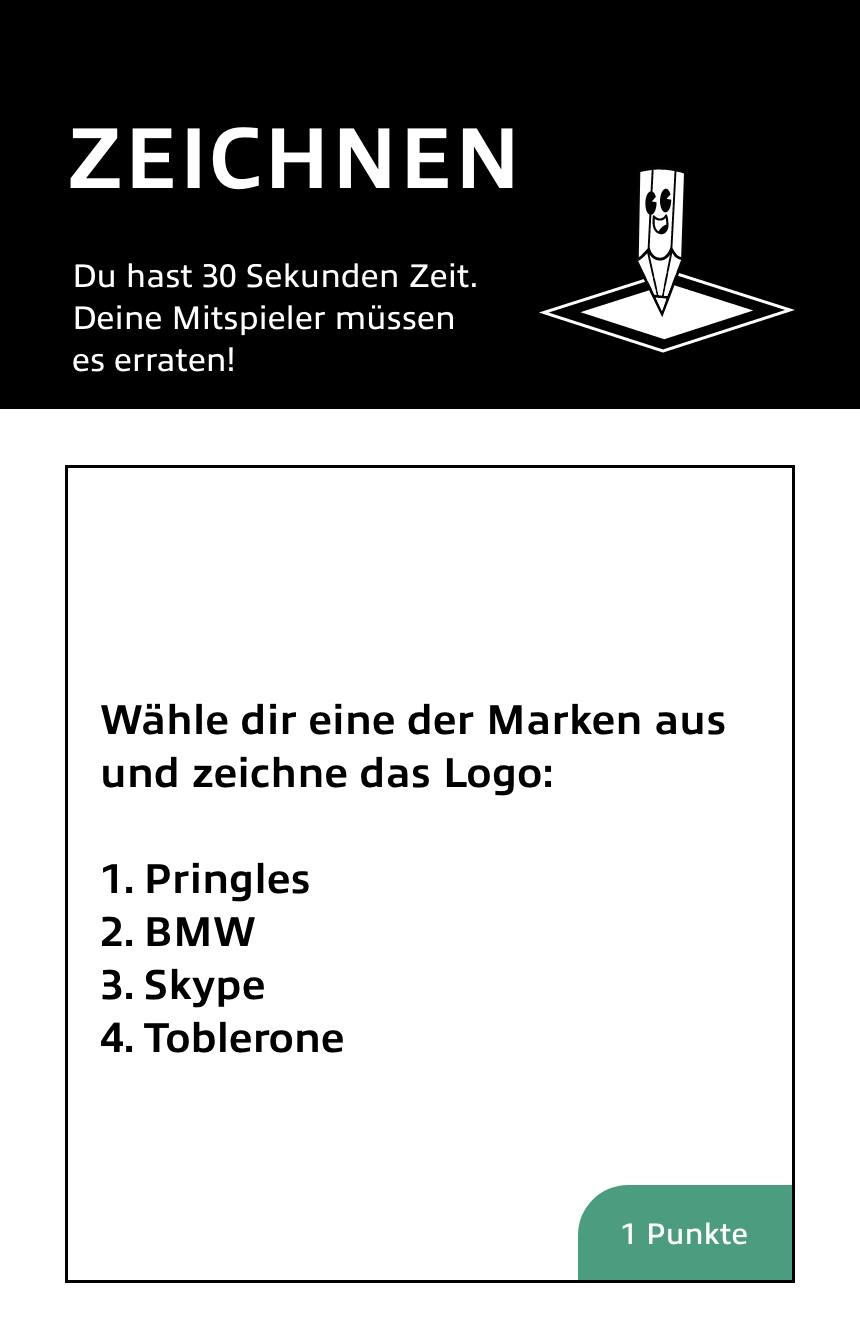 ZEICHNEN
Du hast 30 Sekunden Zeit.
Deine Mitspieler müssen
es erraten!
Wähle dir eine der Marken aus
und zeichne das Logo:
1. Pringles
2. BMW
3. Skype
4. Toblerone
1 Punkte